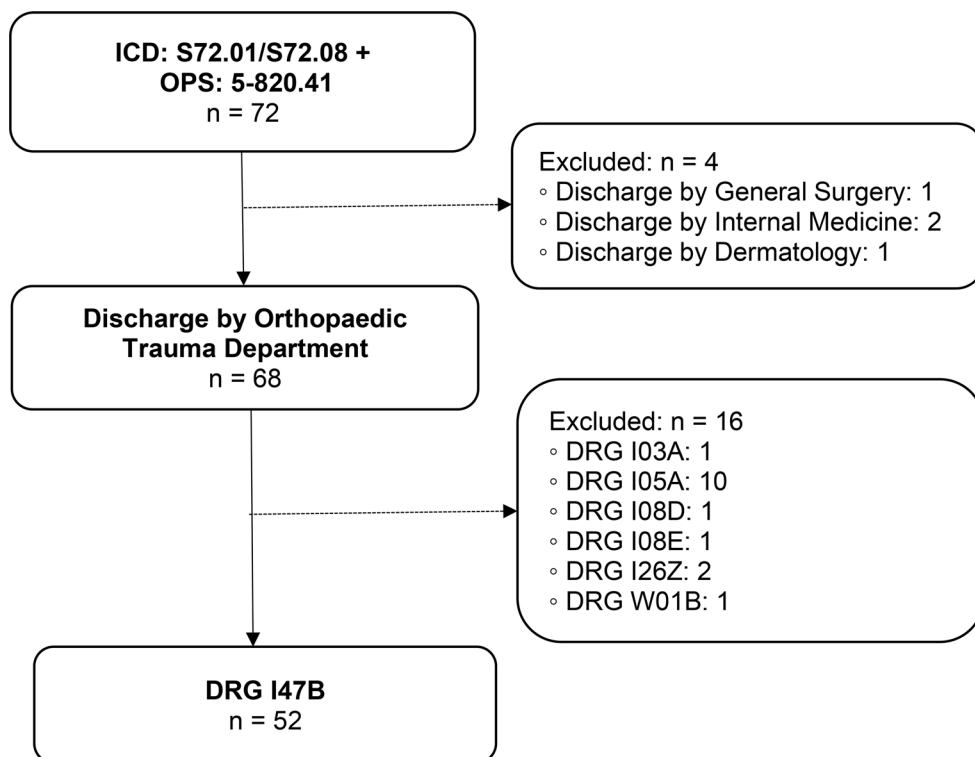 ICD: S72.01/S72.08 +
OPS: 5-820.41
n = 72
Excluded: n = 4
◦ Discharge by General Surgery: 1
◦ Discharge by Internal Medicine: 2
◦ Discharge by Dermatology: 1
Discharge by Orthopaedic
Trauma Department
n = 68
Excluded: n = 16
◦ DRG I03A: 1
◦ DRG I05A: 10
◦ DRG I08D: 1
◦ DRG I08E: 1
◦ DRG I26Z: 2
◦ DRG W01B: 1
DRG I47B
n = 52